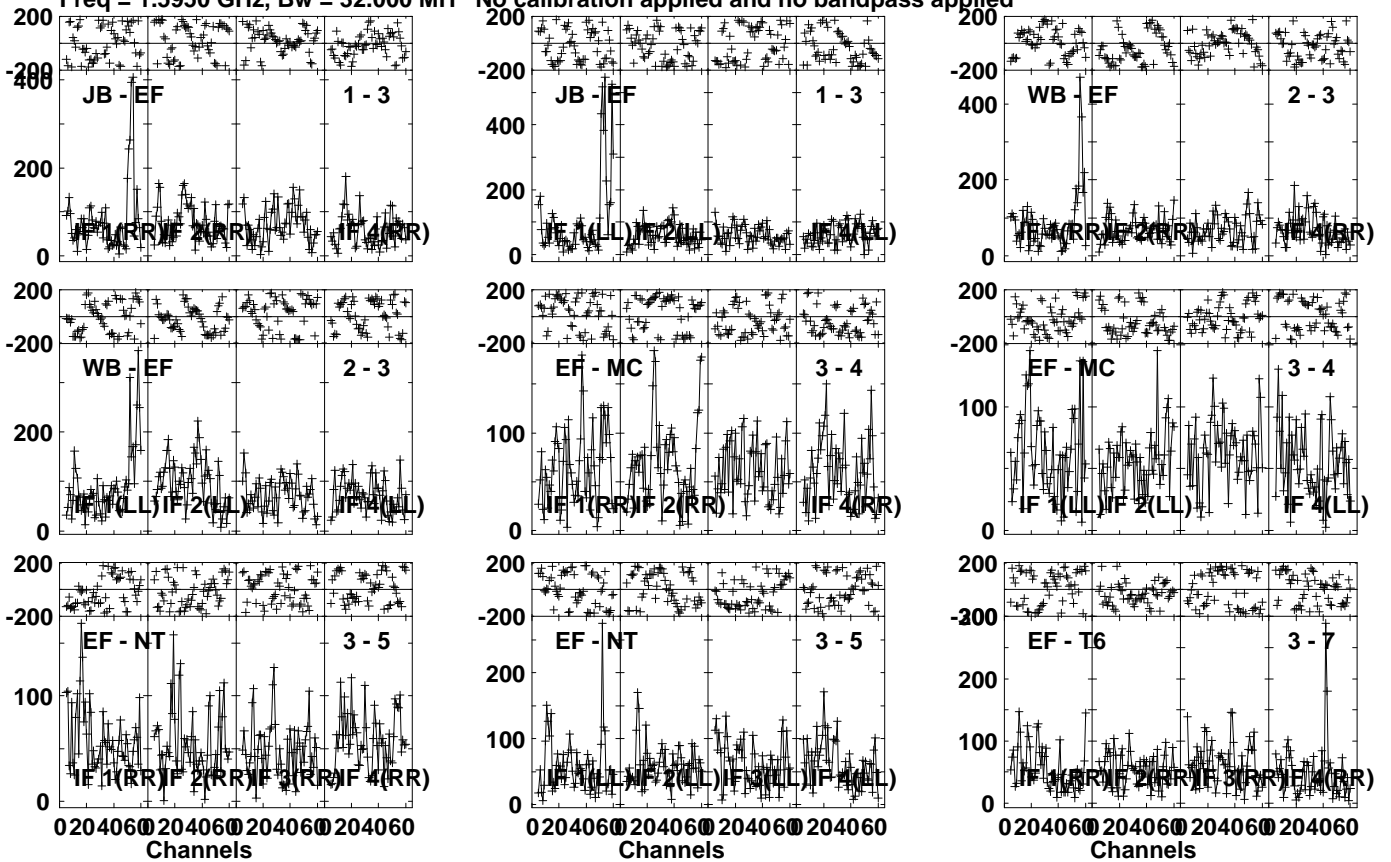 Freq = 1.5950 GHz, Bw = 32.000 MH No calibration applied and no bandpass applied
200 200 200
-200 -200 -200
400
JB - EF 1 - 3 JB - EF 1 - 3 WB - EF 2 - 3
400 400
200 200 200
IF 1(RR) IF 2(RR) IF 4(RR) IF 1(LL) IF 2(LL) IF 4(LL) IF 1(RR) IF 2(RR) IF 4(RR)
0 0 0
200 200 200
-200 -200 -200
WB - EF 2 - 3 EF - MC 3 - 4 EF - MC 3 - 4
200 100 100
IF 1(LL) IF 2(LL) IF 4(LL) IF 1(RR) IF 2(RR) IF 4(RR) IF 1(LL) IF 2(LL) IF 4(LL)
0 0 0
200 200 200
-200 -200 -200
300
EF - NT 3 - 5 EF - NT 3 - 5 EF - T6 3 - 7
200 200
100 100 100
IF 1(RR) IF 2(RR) IF 3(RR) IF 4(RR) IF 1(LL) IF 2(LL) IF 3(LL) IF 4(LL) IF 1(RR) IF 2(RR) IF 3(RR) IF 4(RR)
0 0 0
0 20 40 60 0 20 40 60 0 20 40 60 0 20 40 60 0 20 40 60 0 20 40 60 0 20 40 60 0 20 40 60 0 20 40 60 0 20 40 60 0 20 40 60 0 20 40 60
Channels Channels Channels